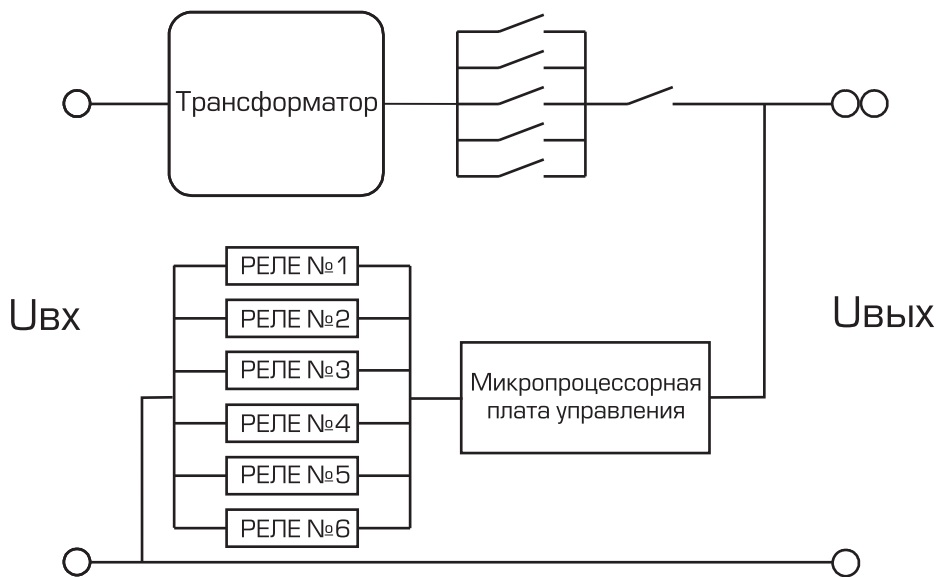 Трансформатор
РЕЛЕ №1
Uвх
Uвых
РЕЛЕ №2
РЕЛЕ №3
Микропроцессорная
плата управления
РЕЛЕ №4
РЕЛЕ №5
РЕЛЕ №6